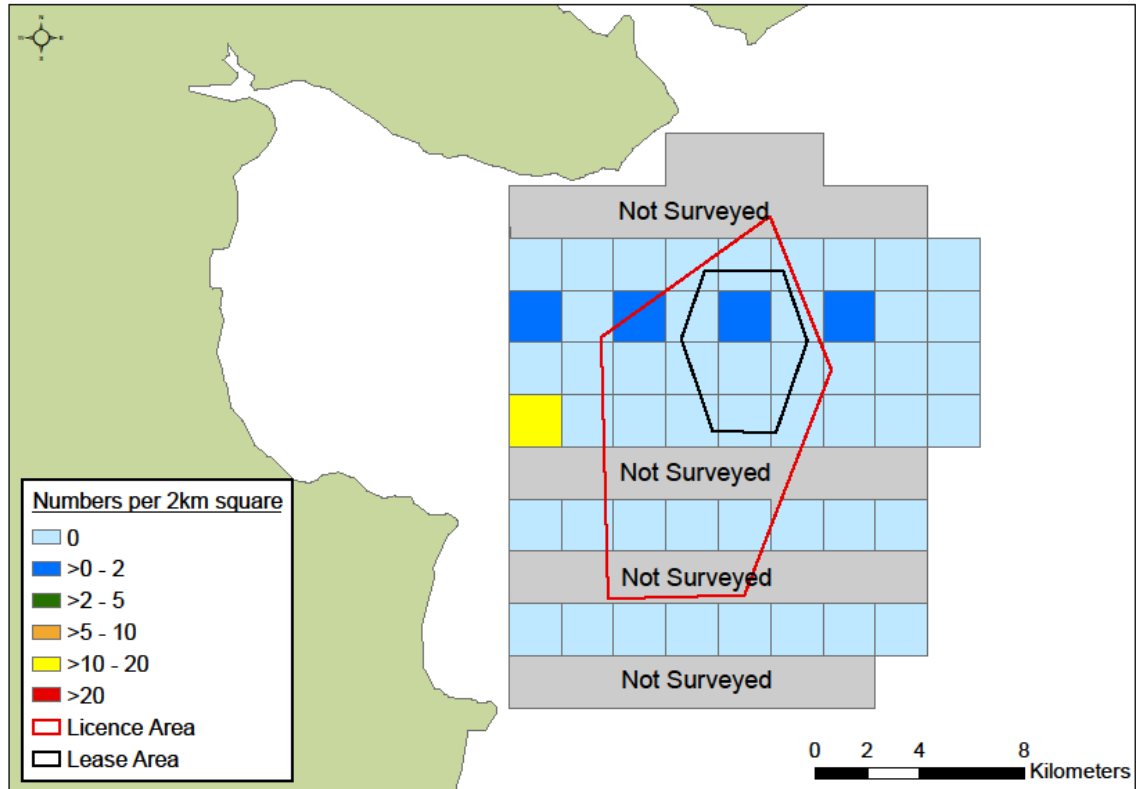 N
Not Surveyed
Not Surveyed
Not Surveyed
Not Surveyed
Numbers per 2km square
0
>0 - 2
>2 - 5
>5 - 10
>10 - 20
>20
Licence Area
Lease Area
0 2 4 8
Kilometers